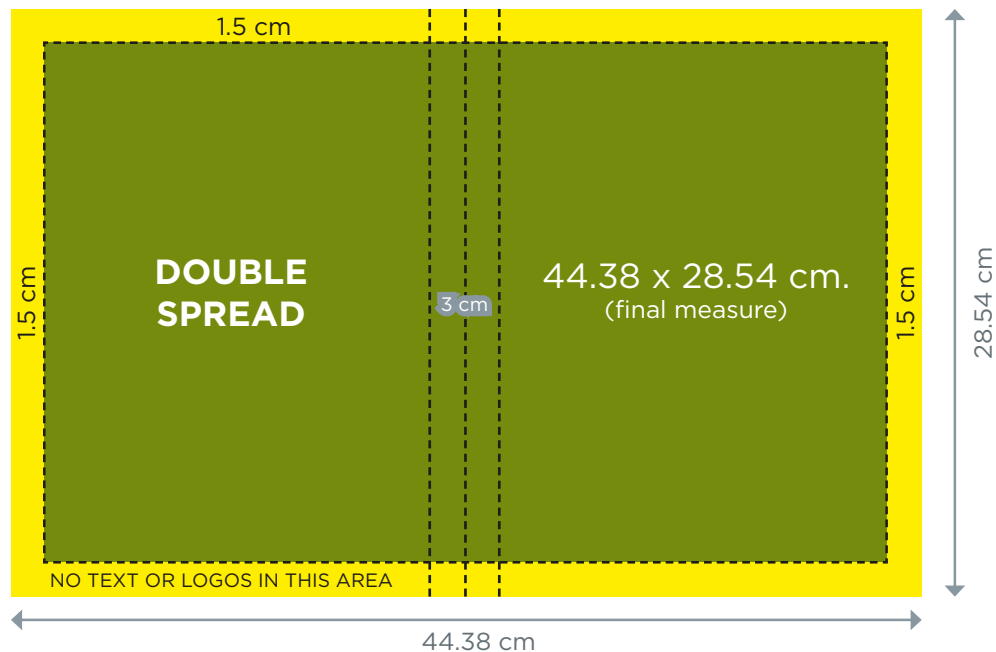 1.5 cm
DOUBLE
SPREAD
1.5 cm
3 cm
44.38 x 28.54 cm.
(final measure)
1.5 cm
28.54 cm
NO TEXT OR LOGOS IN THIS AREA
44.38 cm